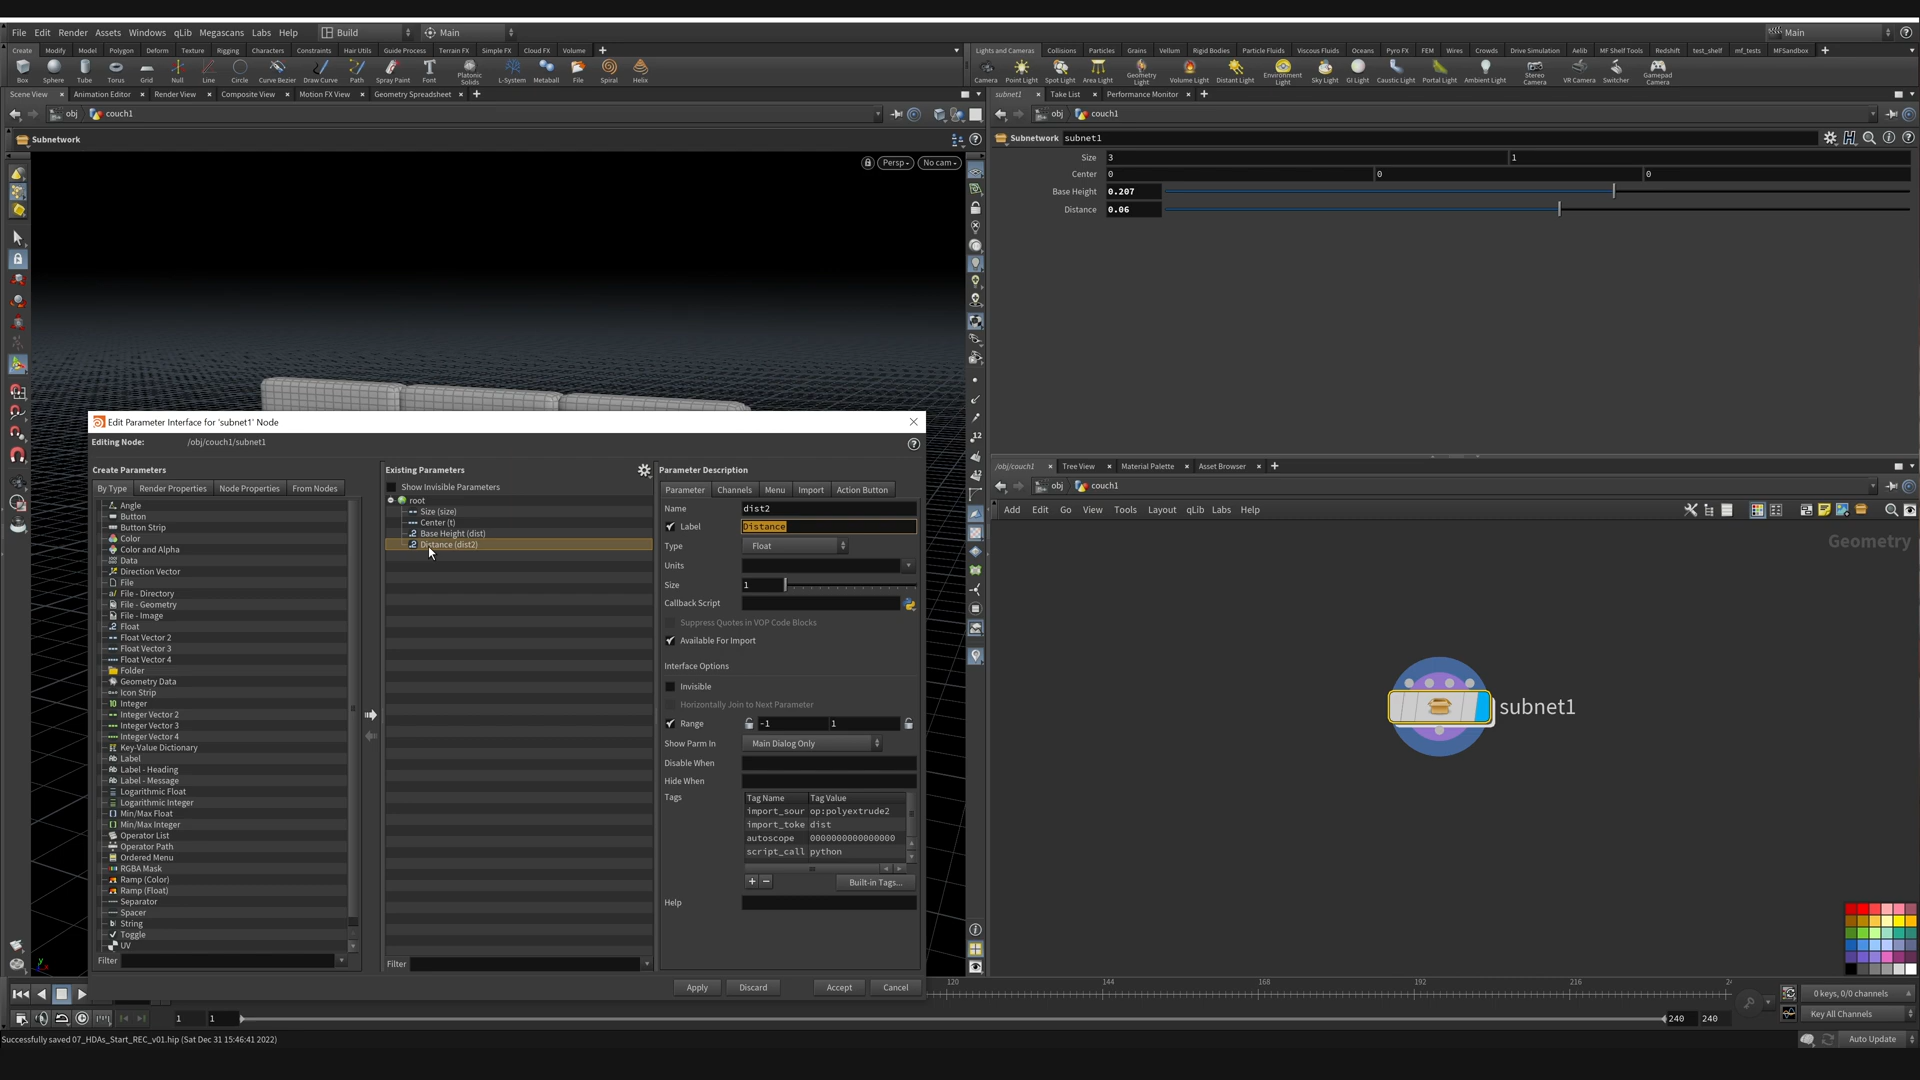 File Edit Render Assets Windows qLib Megascans Labs Help Build Main Main
Create Modify Model Polygon Deform Texture Rigging Characters Constraints Hair Utils Guide Process Terrain FX Simple FX Cloud FX Volume
Lights and Cameras Collisions Particles Grains Vellum Rigid Bodies Particle Fluids Viscous Fluids Oceans Pyro FX FEM Wires Crowds Drive Simulation Aelib MF Shelf Tools Redshift test_shelf mf_tests MFSandbox
Box Sphere Tube Torus Grid Null Line Circle Curve Bezier Draw Curve Path Spray Paint Font Platonic Solids L-System Metaball File Spiral Helix
Camera Point Light Spot Light Area Light Geometry Light Volume Light Distant Light Environment Light Sky Light GI Light Caustic Light Portal Light Ambient Light Stereo Camera VR Camera Switcher Gamepad Camera
Scene View Animation Editor Render View Composite View Motion FX View Geometry Spreadsheet
subnet1 Take List Performance Monitor
obj couch1
obj couch1
Subnetwork
Subnetwork subnet1
Persp No cam
Size 3 1
Center 0 0 0
Base Height 0.207
Distance 0.06
Edit Parameter Interface for 'subnet1' Node
Editing Node: /obj/couch1/subnet1
Create Parameters
By Type Render Properties Node Properties From Nodes
Angle
Button
Button Strip
Color
Color and Alpha
Data
Direction Vector
File
File - Directory
File - Geometry
File - Image
Float
Float Vector 2
Float Vector 3
Float Vector 4
Folder
Geometry Data
Icon Strip
Integer
Integer Vector 2
Integer Vector 3
Integer Vector 4
Key-Value Dictionary
Label
Label - Heading
Label - Message
Logarithmic Float
Logarithmic Integer
Min/Max Float
Min/Max Integer
Operator List
Operator Path
Ordered Menu
RGBA Mask
Ramp (Color)
Ramp (Float)
Separator
Spacer
String
Toggle
UV
Filter
Existing Parameters
Show Invisible Parameters
root
Size (size)
Center (t)
Base Height (dist)
Distance (dist2)
Filter
Parameter Description
Parameter Channels Menu Import Action Button
Name dist2
Label Distance
Type Float
Units
Size 1
Callback Script
Suppress Quotes in VOP Code Blocks
Available For Import
Interface Options
Invisible
Horizontally Join to Next Parameter
Range -1 1
Show Parm In Main Dialog Only
Disable When
Hide When
Tags Tag Name Tag Value
import_sour op:polyextrude2
import_toke dist
autoscope 0000000000000000
script_call python
Built-in Tags...
Help
Apply Discard Accept Cancel
/obj/couch1 Tree View Material Palette Asset Browser
obj couch1
Add Edit Go View Tools Layout qLib Labs Help
Geometry
subnet1
120 144 168 192 216
1 1 240 240
0 keys, 0/0 channels
Key All Channels
Successfully saved 07_HDAs_Start_REC_v01.hip (Sat Dec 31 15:46:41 2022)
Auto Update